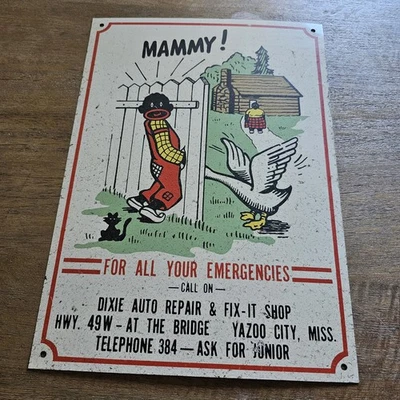 MAMMY!
FOR ALL YOUR EMERGENCIES
— CALL ON —
DIXIE AUTO REPAIR & FIX-IT SHOP
HWY. 49W - AT THE BRIDGE YAZOO CITY, MISS.
TELEPHONE 384 — ASK FOR JUNIOR